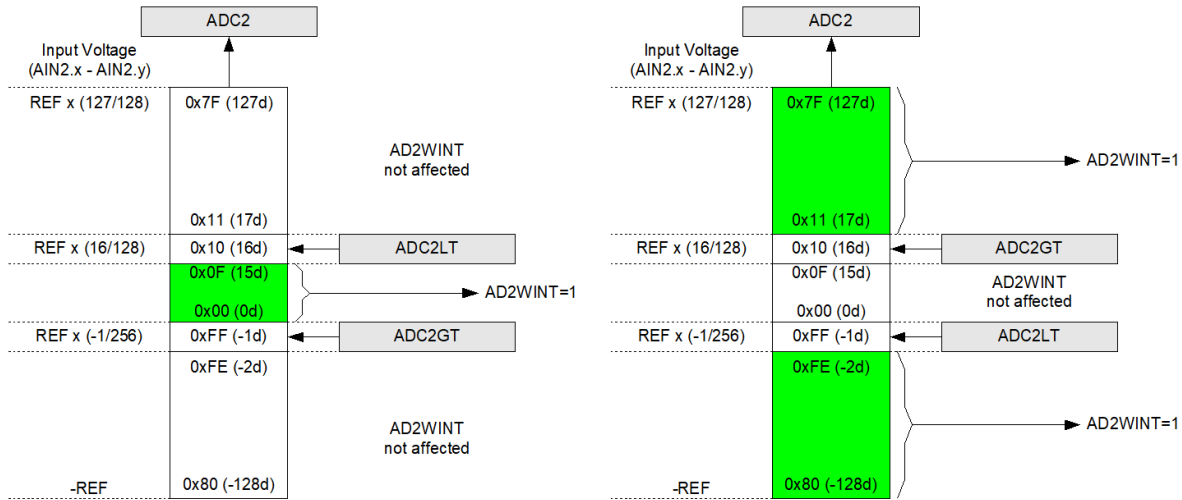 ADC2
Input Voltage
(AIN2.x - AIN2.y)
REF x (127/128)
0x7F (127d)
AD2WINT
not affected
0x11 (17d)
REF x (16/128)
0x10 (16d)
ADC2LT
0x0F (15d)
AD2WINT=1
0x00 (0d)
REF x (-1/256)
0xFF (-1d)
ADC2GT
0xFE (-2d)
AD2WINT
not affected
0x80 (-128d)
-REF
ADC2
Input Voltage
(AIN2.x - AIN2.y)
REF x (127/128)
0x7F (127d)
AD2WINT=1
0x11 (17d)
REF x (16/128)
0x10 (16d)
ADC2GT
0x0F (15d)
AD2WINT
not affected
0x00 (0d)
REF x (-1/256)
0xFF (-1d)
ADC2LT
0xFE (-2d)
AD2WINT=1
0x80 (-128d)
-REF